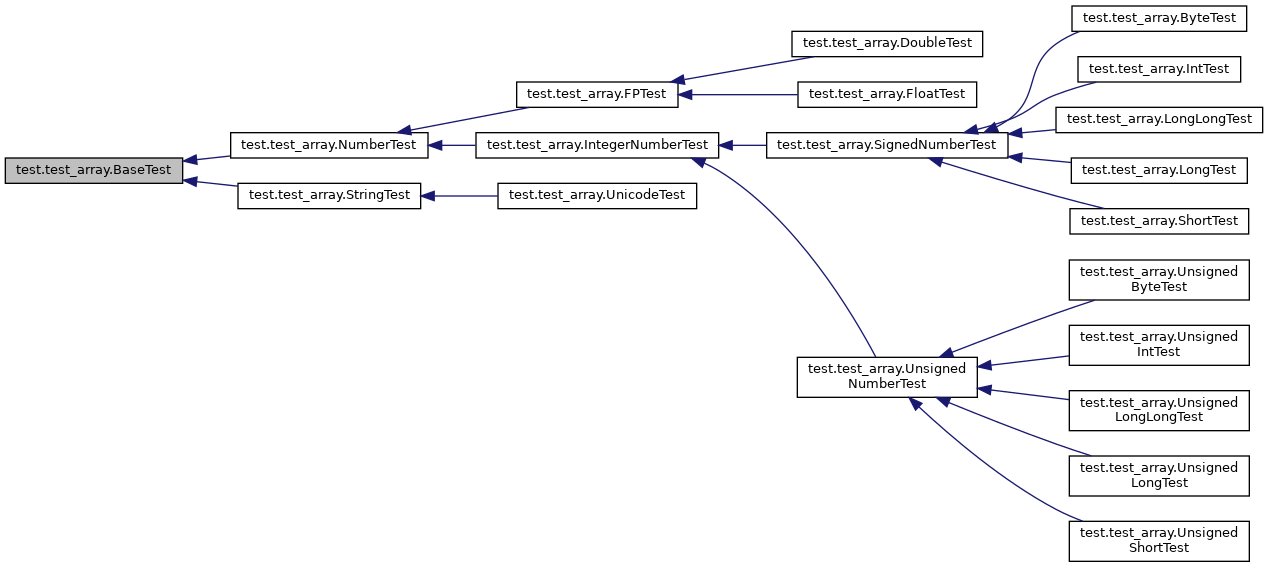 test.test_array.BaseTest
test.test_array.NumberTest
test.test_array.StringTest
test.test_array.FPTest
test.test_array.IntegerNumberTest
test.test_array.UnicodeTest
test.test_array.DoubleTest
test.test_array.FloatTest
test.test_array.SignedNumberTest
test.test_array.Unsigned
NumberTest
test.test_array.ByteTest
test.test_array.IntTest
test.test_array.LongLongTest
test.test_array.LongTest
test.test_array.ShortTest
test.test_array.Unsigned
ByteTest
test.test_array.Unsigned
IntTest
test.test_array.Unsigned
LongLongTest
test.test_array.Unsigned
LongTest
test.test_array.Unsigned
ShortTest